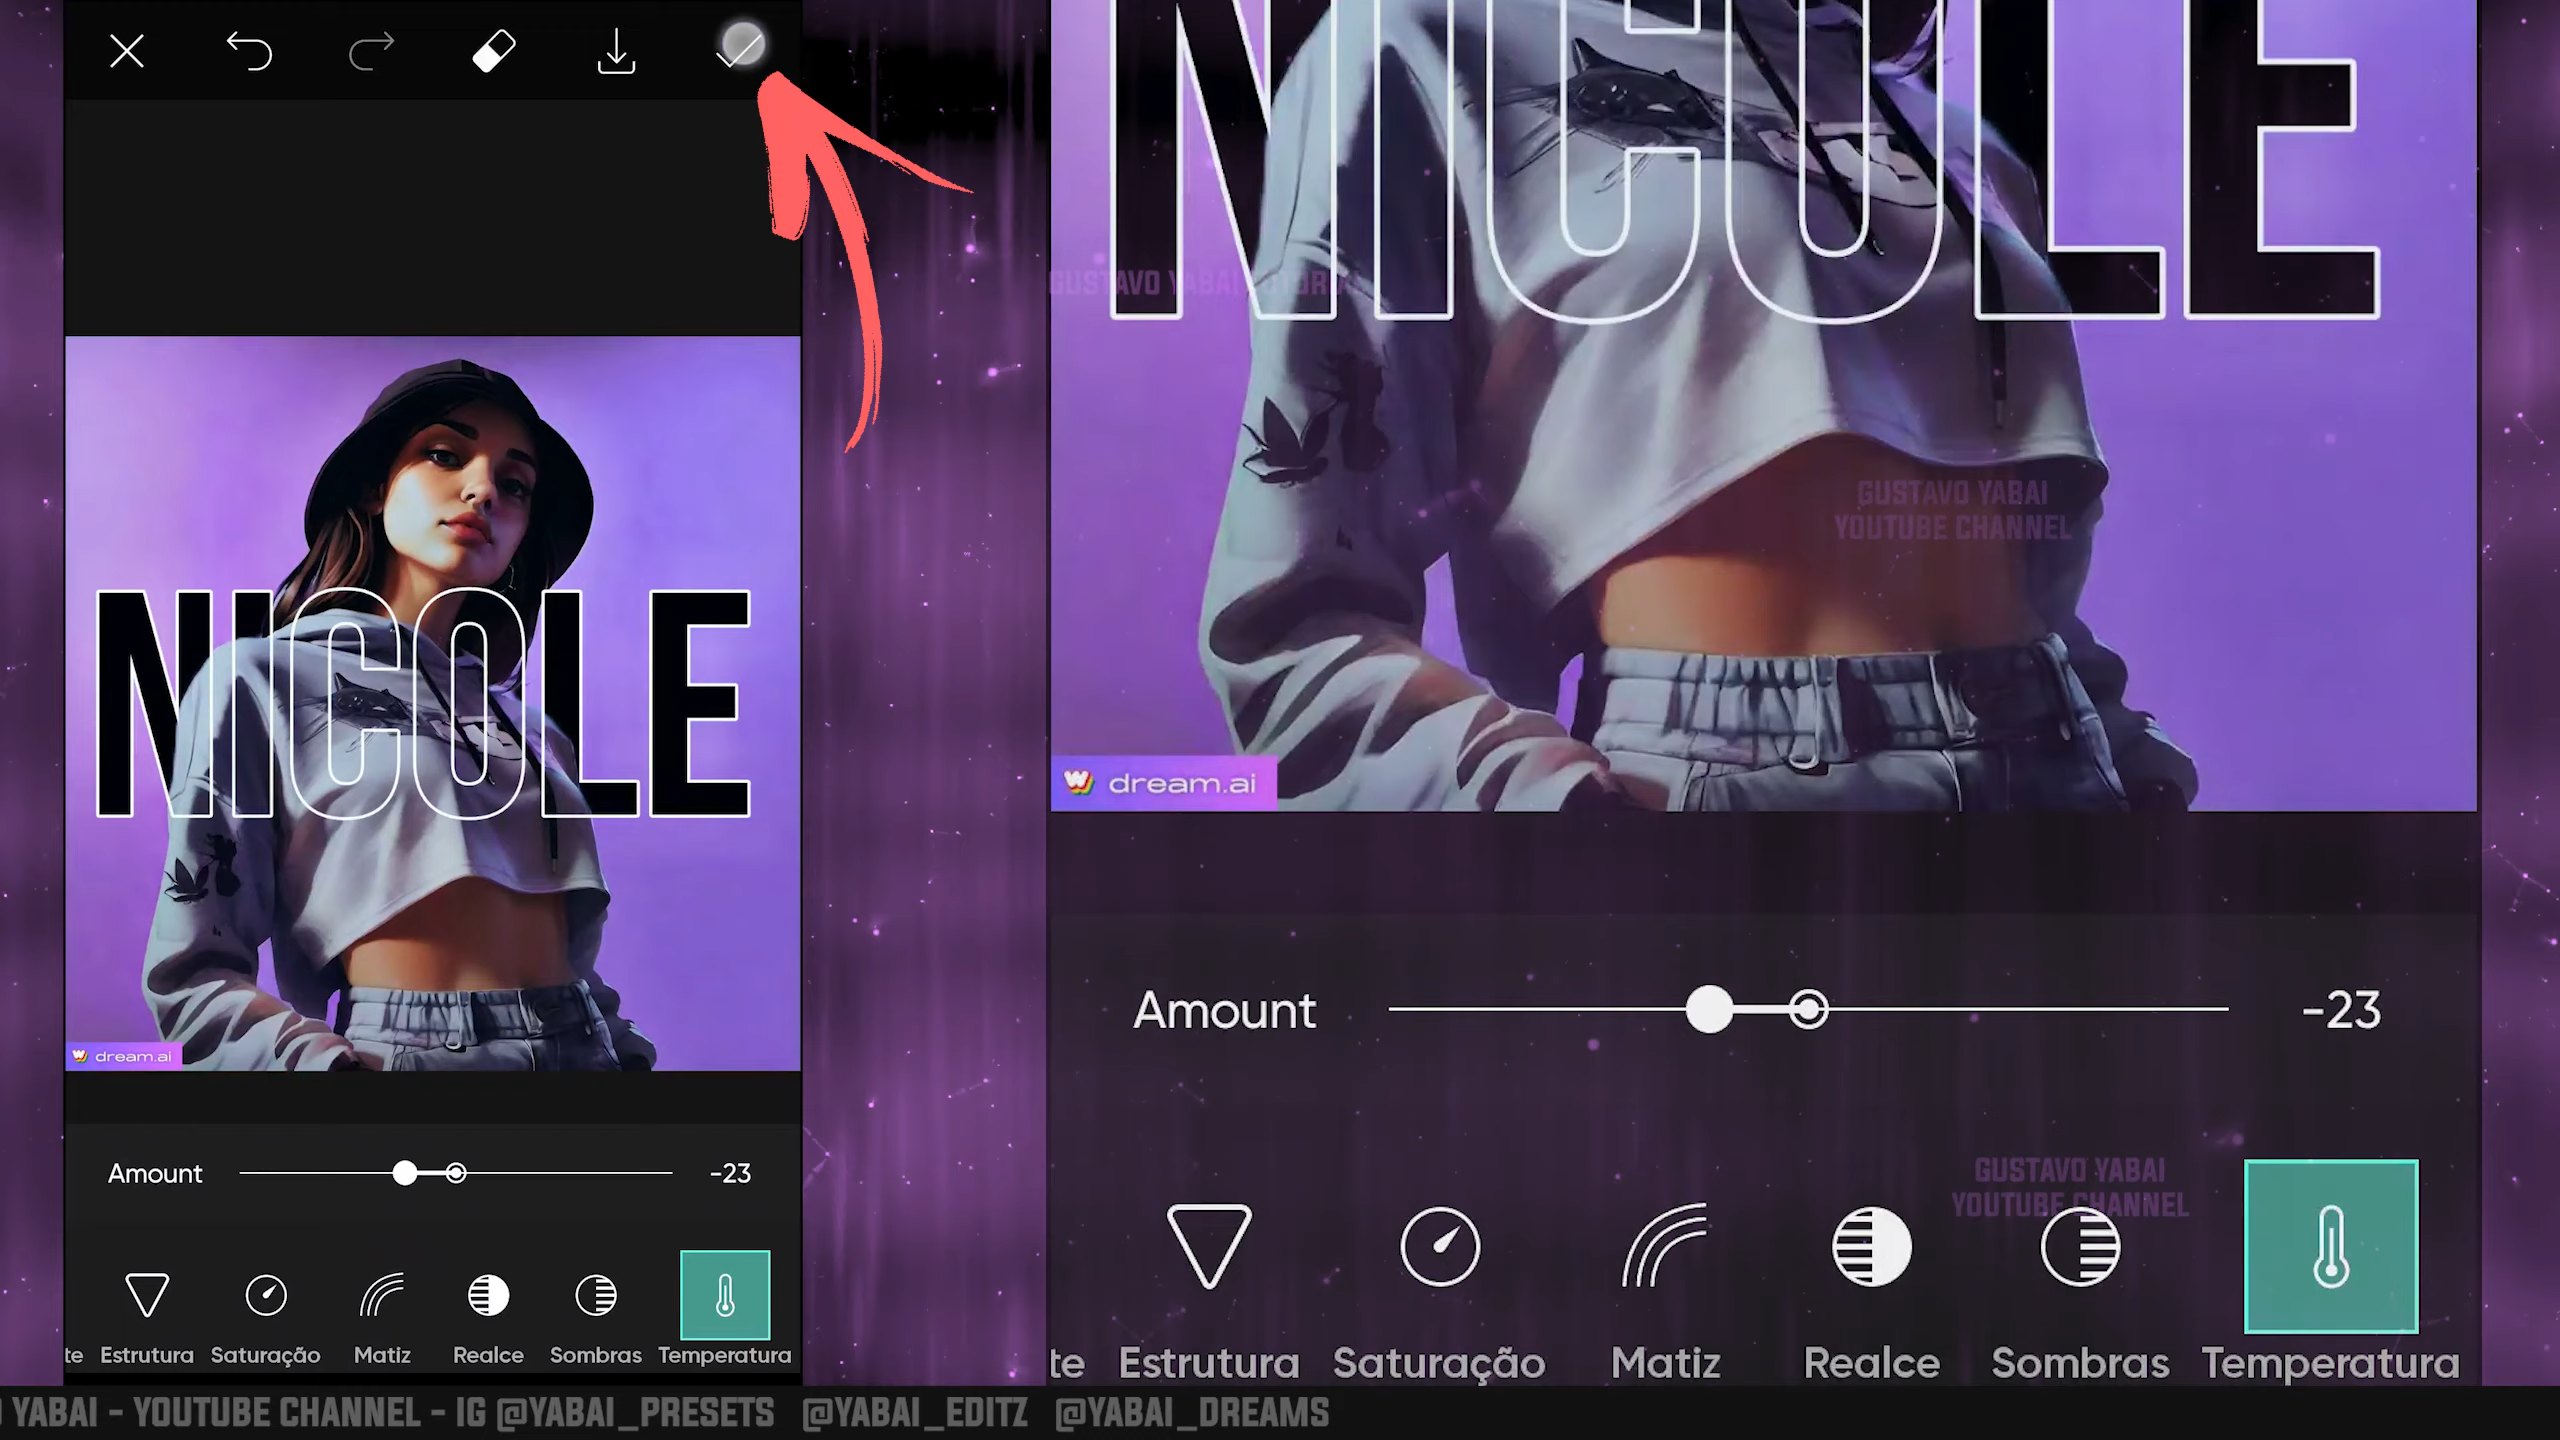 NICOLE
dream.ai
Amount
-23
te Estrutura Saturação Matiz Realce Sombras Temperatura
NICOLE
GUSTAVO YABAI
GUSTAVO YABAI
YOUTUBE CHANNEL
dream.ai
Amount
-23
GUSTAVO YABAI
YOUTUBE CHANNEL
te Estrutura Saturação Matiz Realce Sombras Temperatura
YABAI - YOUTUBE CHANNEL - IG @YABAI_PRESETS @YABAI_EDITZ @YABAI_DREAMS